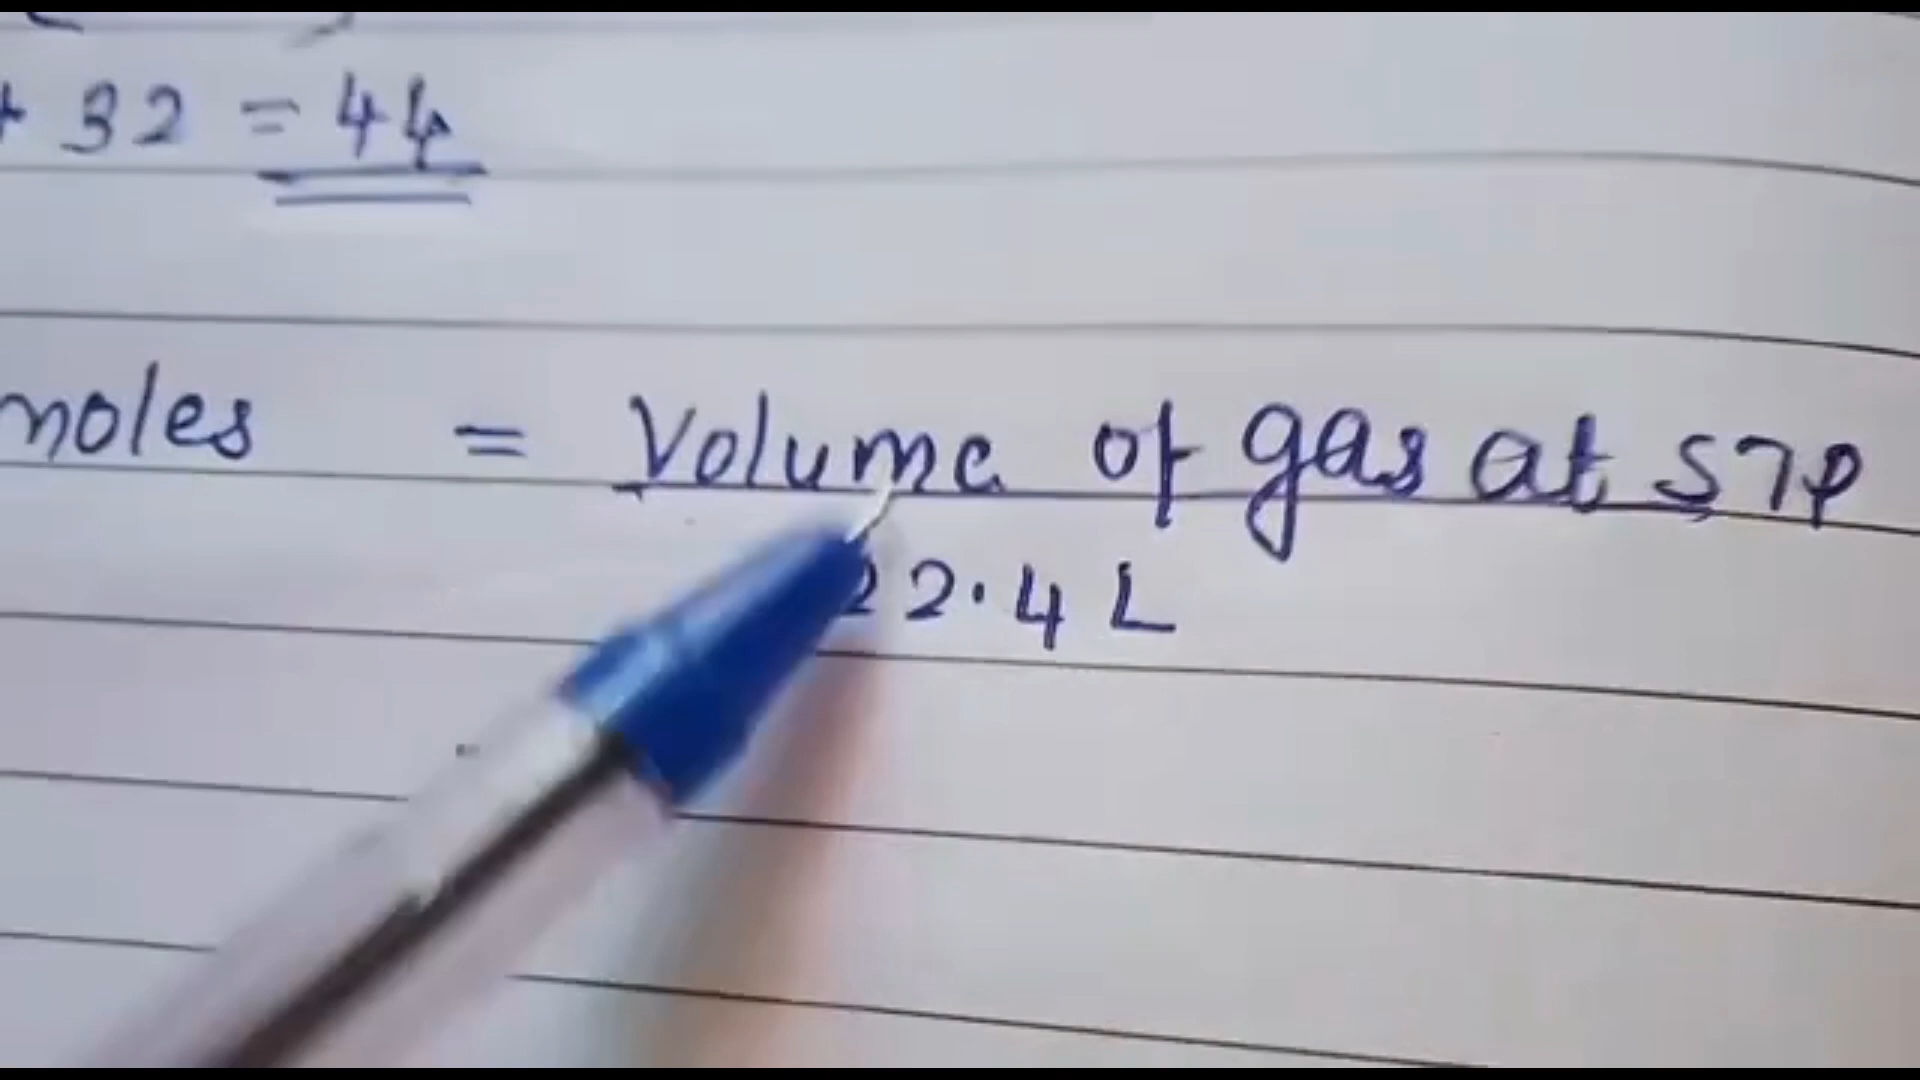 + 32 = 44
moles = Volume of gas at STP
22.4 L